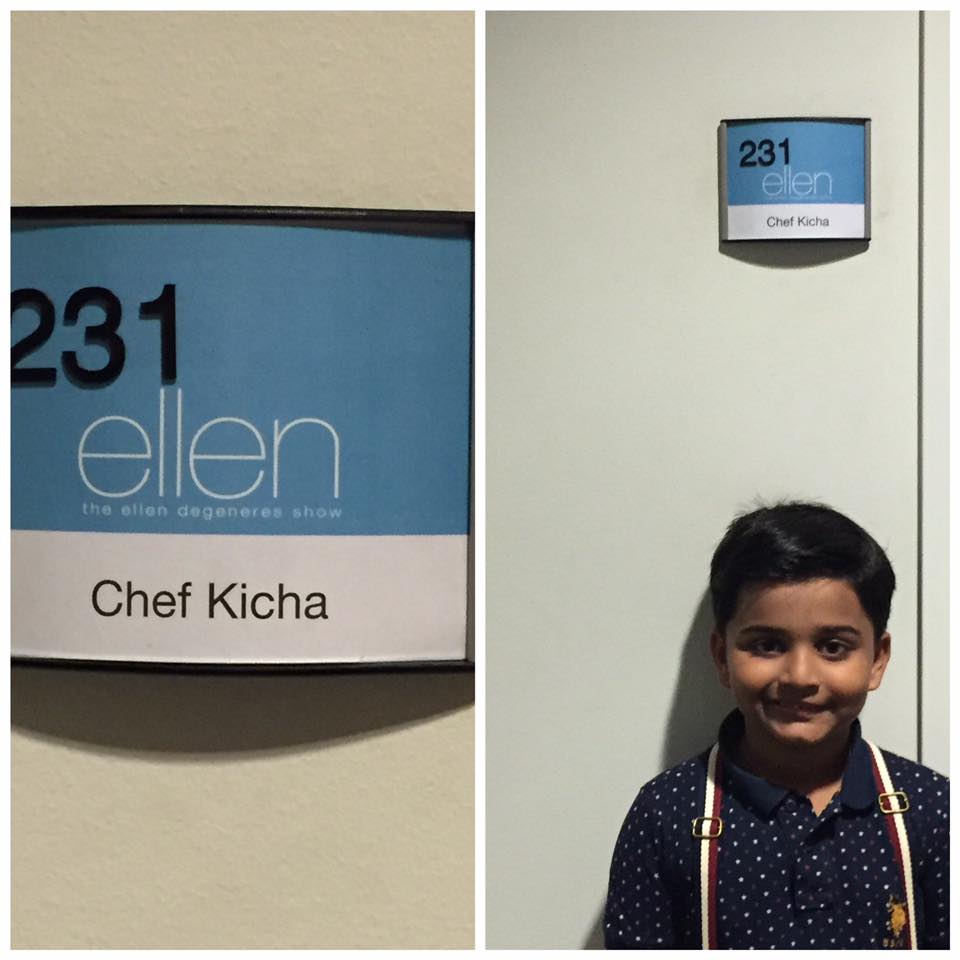 231
ellen
the ellen degeneres show
Chef Kicha
231
ellen
Chef Kicha